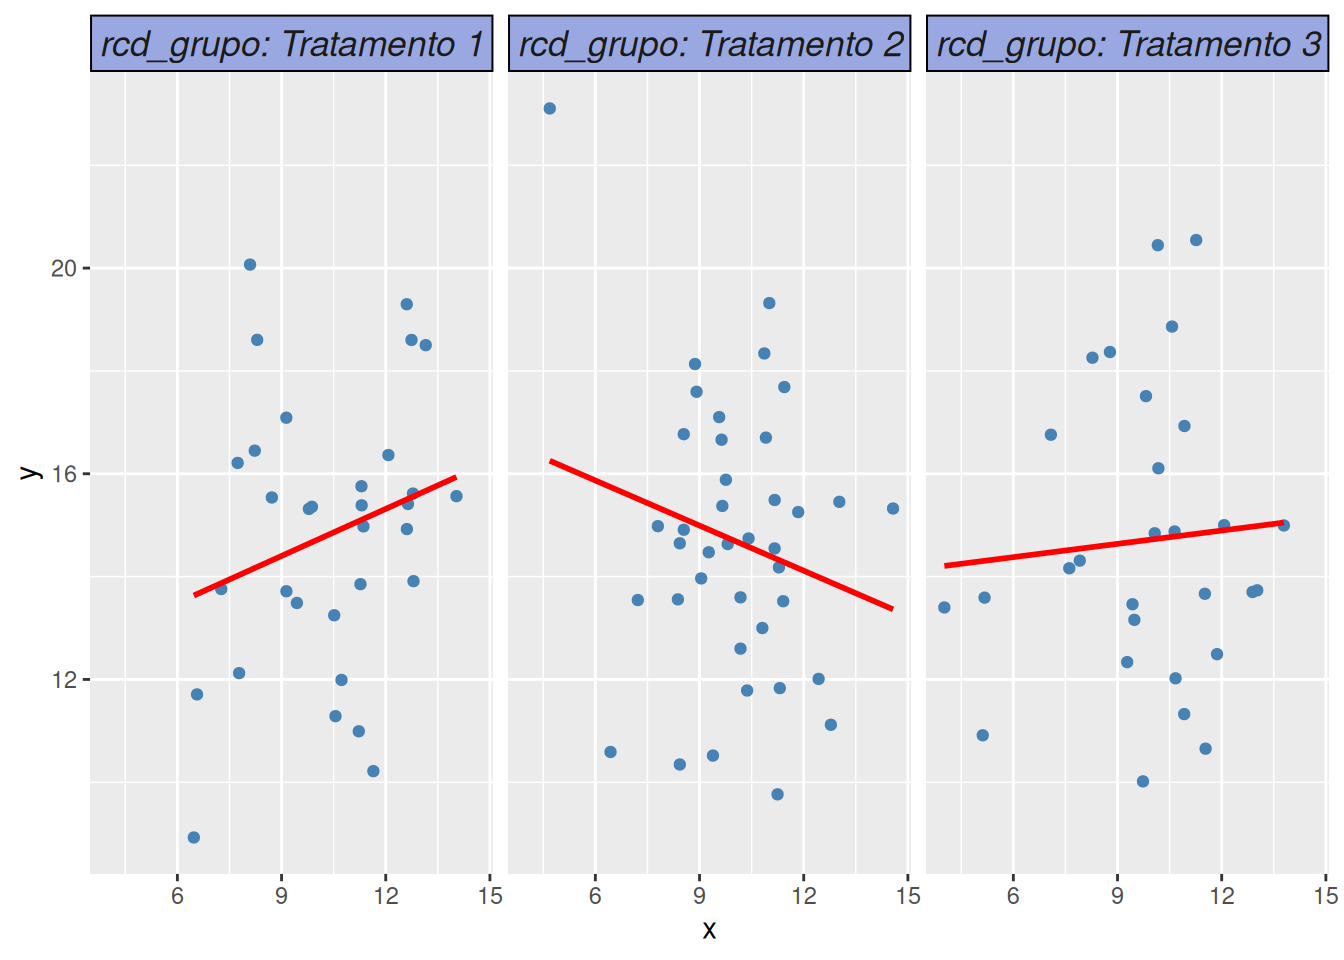 rcd_grupo: Tratamento 1 rcd_grupo: Tratamento 2 rcd_grupo: Tratamento 3
20
16
12
y
6 9 12 15 6 9 12 15 6 9 12 15
x